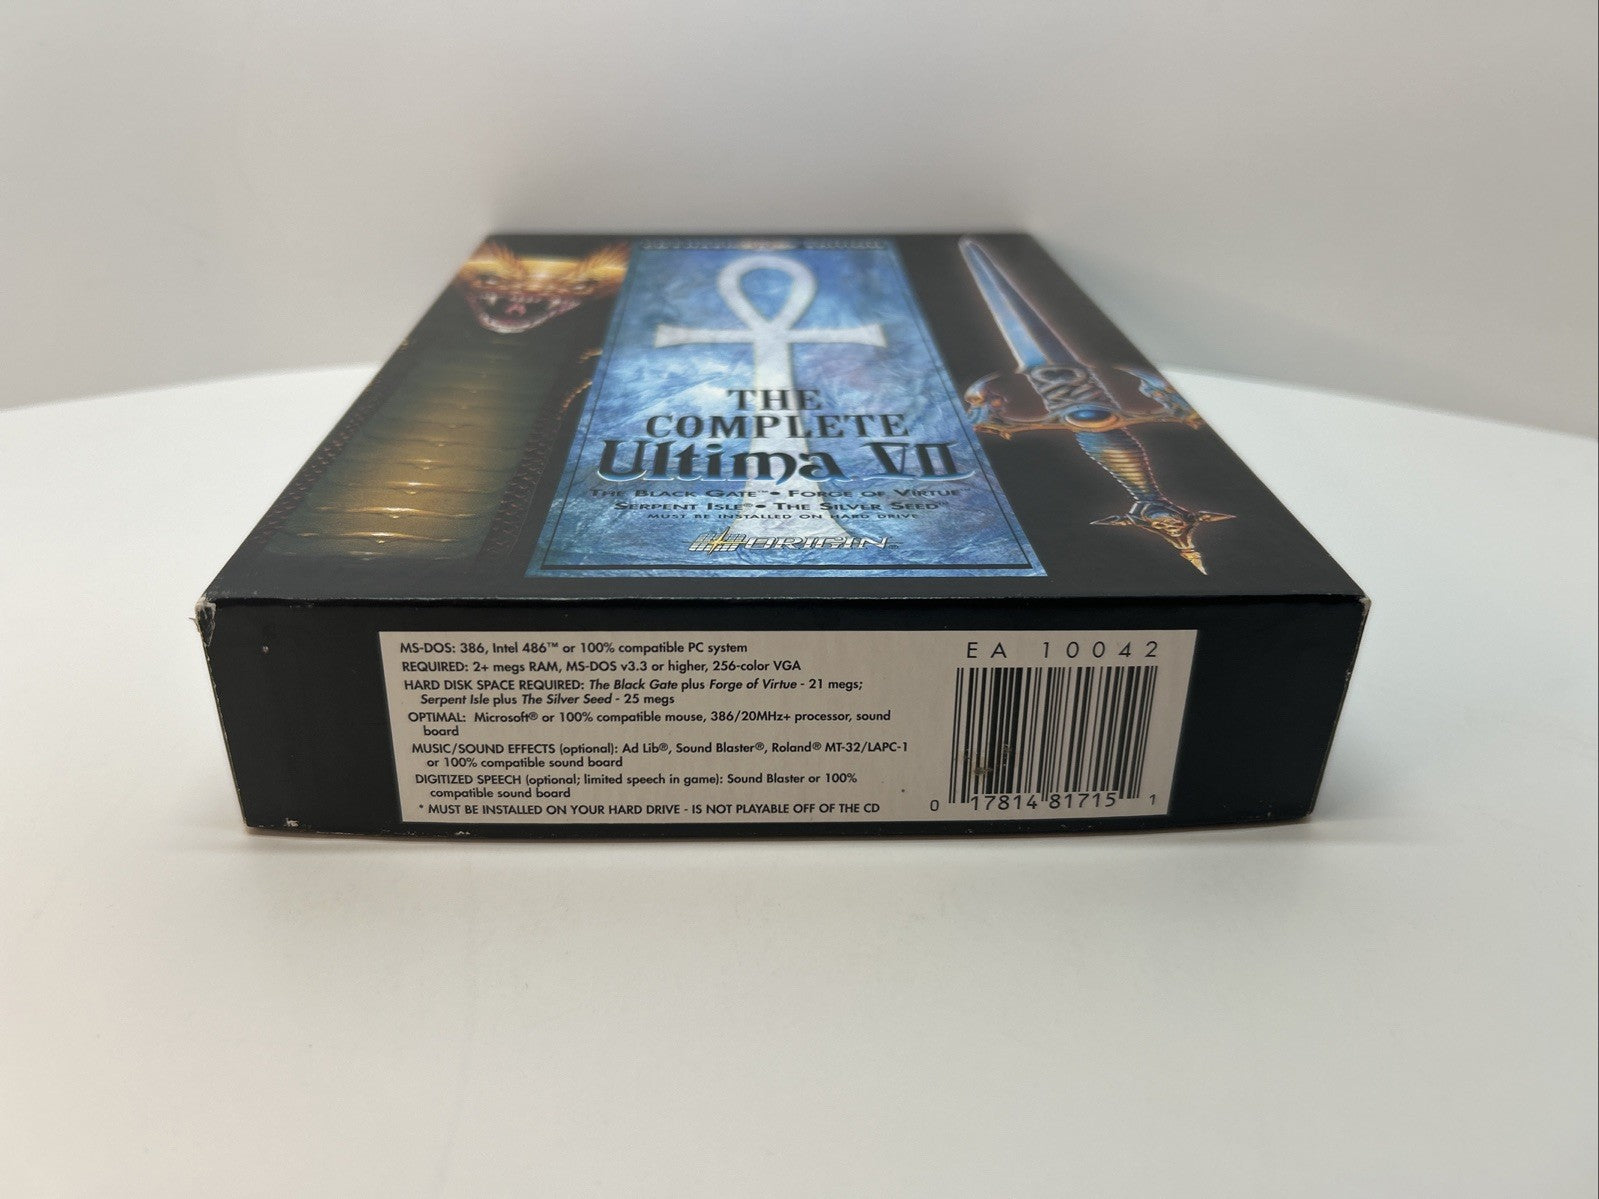 THE
COMPLETE
Ultima VII
THE BLACK GATE™ • FORGE OF VIRTUE™
SERPENT ISLE® • THE SILVER SEED™
MUST BE INSTALLED ON HARD DRIVE
ORIGIN®
MS-DOS: 386, Intel 486™ or 100% compatible PC system
REQUIRED: 2+ megs RAM, MS-DOS v3.3 or higher, 256-color VGA
HARD DISK SPACE REQUIRED: The Black Gate plus Forge of Virtue - 21 megs;
Serpent Isle plus The Silver Seed - 25 megs
OPTIMAL: Microsoft® or 100% compatible mouse, 386/20MHz+ processor, sound
board
MUSIC/SOUND EFFECTS (optional): Ad Lib®, Sound Blaster®, Roland® MT-32/LAPC-1
or 100% compatible sound board
DIGITIZED SPEECH (optional; limited speech in game): Sound Blaster or 100%
compatible sound board
* MUST BE INSTALLED ON YOUR HARD DRIVE - IS NOT PLAYABLE OFF OF THE CD
EA 10042
0 17814 81715 1